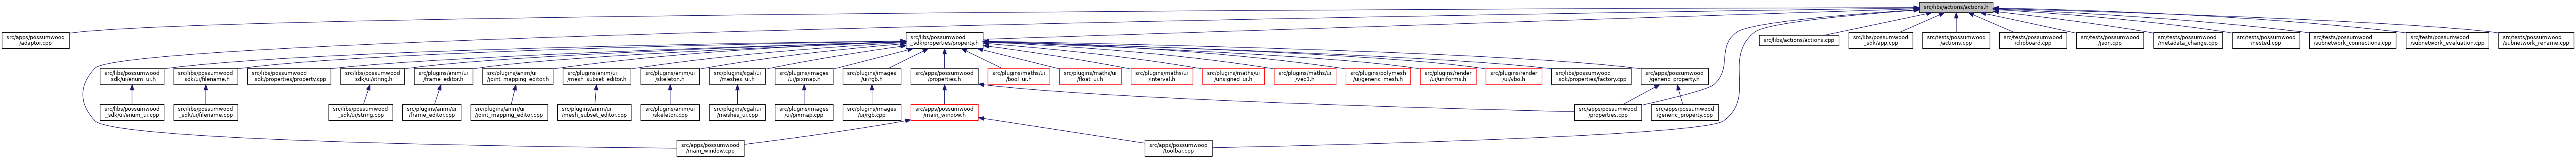 src/libs/actions/actions.h
src/apps/possumwood
/adaptor.cpp
src/libs/possumwood
_sdk/properties/property.h
src/libs/actions/actions.cpp
src/libs/possumwood
_sdk/app.cpp
src/tests/possumwood
/actions.cpp
src/tests/possumwood
/clipboard.cpp
src/tests/possumwood
/json.cpp
src/tests/possumwood
/metadata_change.cpp
src/tests/possumwood
/nested.cpp
src/tests/possumwood
/subnetwork_connections.cpp
src/tests/possumwood
/subnetwork_evaluation.cpp
src/tests/possumwood
/subnetwork_rename.cpp
src/libs/possumwood
_sdk/ui/enum_ui.h
src/libs/possumwood
_sdk/ui/filename.h
src/libs/possumwood
_sdk/properties/property.cpp
src/libs/possumwood
_sdk/ui/string.h
src/plugins/anim/ui
/frame_editor.h
src/plugins/anim/ui
/joint_mapping_editor.h
src/plugins/anim/ui
/mesh_subset_editor.h
src/plugins/anim/ui
/skeleton.h
src/plugins/cgal/ui
/meshes_ui.h
src/plugins/images
/ui/pixmap.h
src/plugins/images
/ui/rgb.h
src/apps/possumwood
/properties.h
src/plugins/maths/ui
/bool_ui.h
src/plugins/maths/ui
/float_ui.h
src/plugins/maths/ui
/interval.h
src/plugins/maths/ui
/unsigned_ui.h
src/plugins/maths/ui
/vec3.h
src/plugins/polymesh
/ui/generic_mesh.h
src/plugins/render
/ui/uniforms.h
src/plugins/render
/ui/vbo.h
src/libs/possumwood
_sdk/properties/factory.cpp
src/apps/possumwood
/generic_property.h
src/libs/possumwood
_sdk/ui/enum_ui.cpp
src/libs/possumwood
_sdk/ui/filename.cpp
src/libs/possumwood
_sdk/ui/string.cpp
src/plugins/anim/ui
/frame_editor.cpp
src/plugins/anim/ui
/joint_mapping_editor.cpp
src/plugins/anim/ui
/mesh_subset_editor.cpp
src/plugins/anim/ui
/skeleton.cpp
src/plugins/cgal/ui
/meshes_ui.cpp
src/plugins/images
/ui/pixmap.cpp
src/plugins/images
/ui/rgb.cpp
src/apps/possumwood
/main_window.h
src/apps/possumwood
/properties.cpp
src/apps/possumwood
/generic_property.cpp
src/apps/possumwood
/main_window.cpp
src/apps/possumwood
/toolbar.cpp